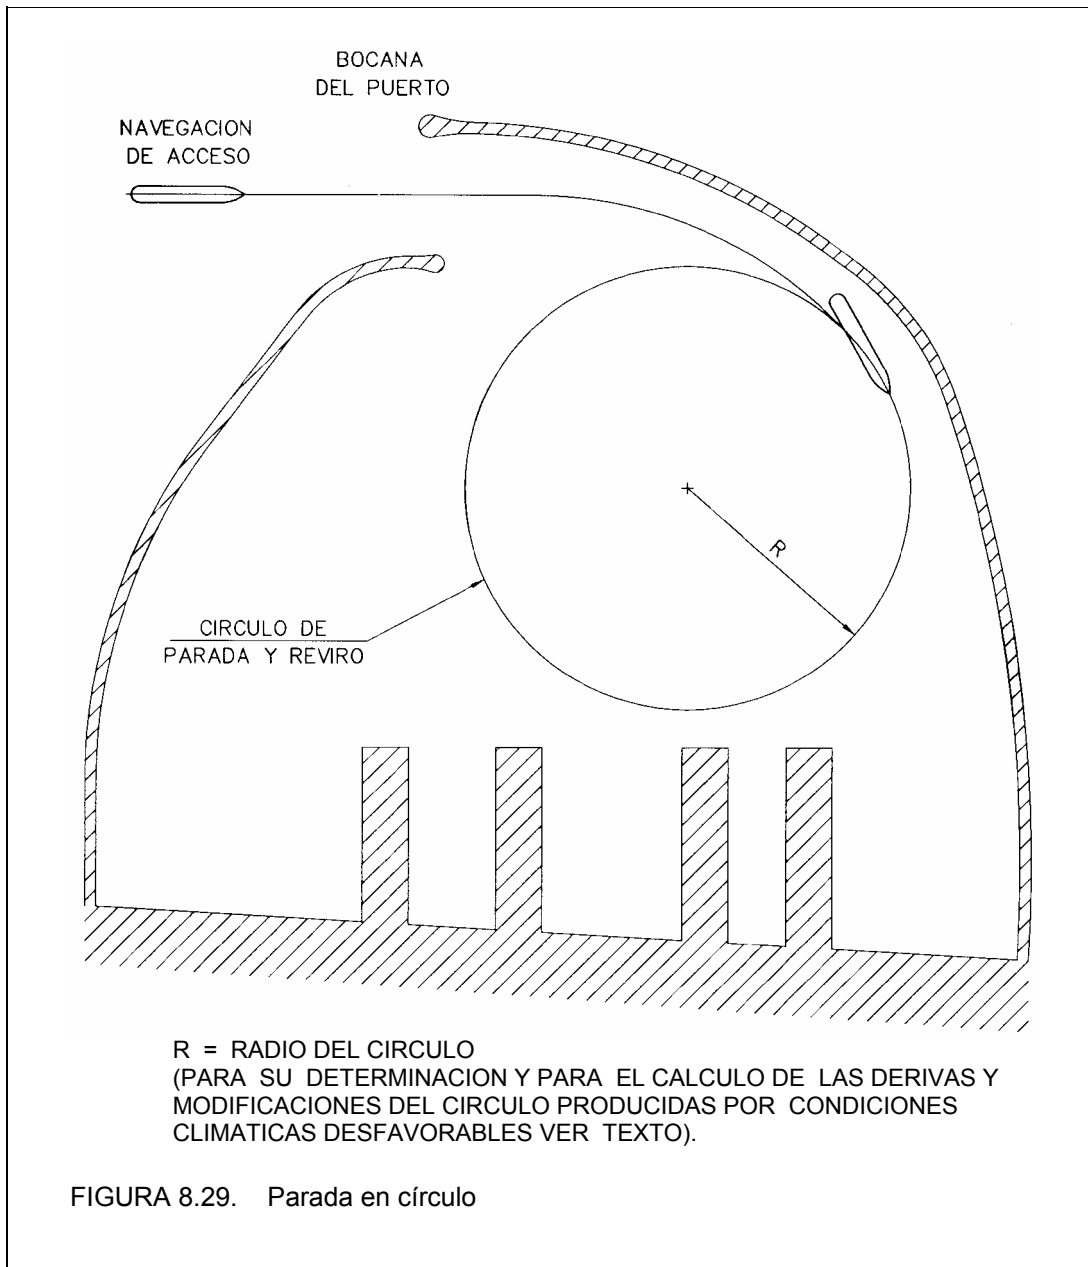 BOCANA
DEL PUERTO
NAVEGACION
DE ACCESO
R
CIRCULO DE
PARADA Y REVIRO
R = RADIO DEL CIRCULO
(PARA SU DETERMINACION Y PARA EL CALCULO DE LAS DERIVAS Y
MODIFICACIONES DEL CIRCULO PRODUCIDAS POR CONDICIONES
CLIMATICAS DESFAVORABLES VER TEXTO).
FIGURA 8.29. Parada en círculo